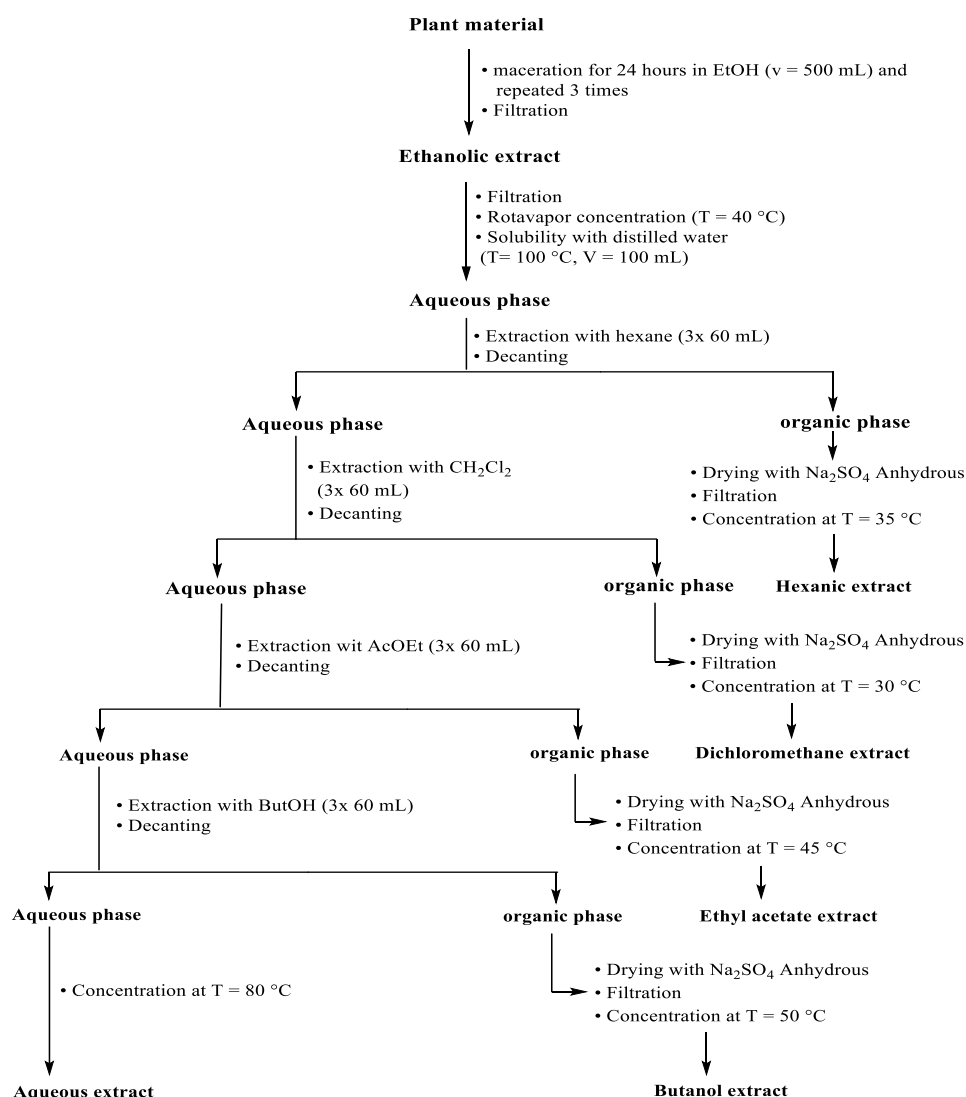 Plant material
• maceration for 24 hours in EtOH (v = 500 mL) and
repeated 3 times
• Filtration
Ethanolic extract
• Filtration
• Rotavapor concentration (T = 40 °C)
• Solubility with distilled water
(T= 100 °C, V = 100 mL)
Aqueous phase
• Extraction with hexane (3x 60 mL)
• Decanting
Aqueous phase
organic phase
• Extraction with CH₂Cl₂
(3x 60 mL)
• Decanting
• Drying with Na₂SO₄ Anhydrous
• Filtration
• Concentration at T = 35 °C
Aqueous phase
organic phase
Hexanic extract
• Extraction wit AcOEt (3x 60 mL)
• Decanting
• Drying with Na₂SO₄ Anhydrous
• Filtration
• Concentration at T = 30 °C
Aqueous phase
organic phase
Dichloromethane extract
• Extraction with ButOH (3x 60 mL)
• Decanting
• Drying with Na₂SO₄ Anhydrous
• Filtration
• Concentration at T = 45 °C
Aqueous phase
organic phase
Ethyl acetate extract
• Concentration at T = 80 °C
• Drying with Na₂SO₄ Anhydrous
• Filtration
• Concentration at T = 50 °C
Aqueous extract
Butanol extract